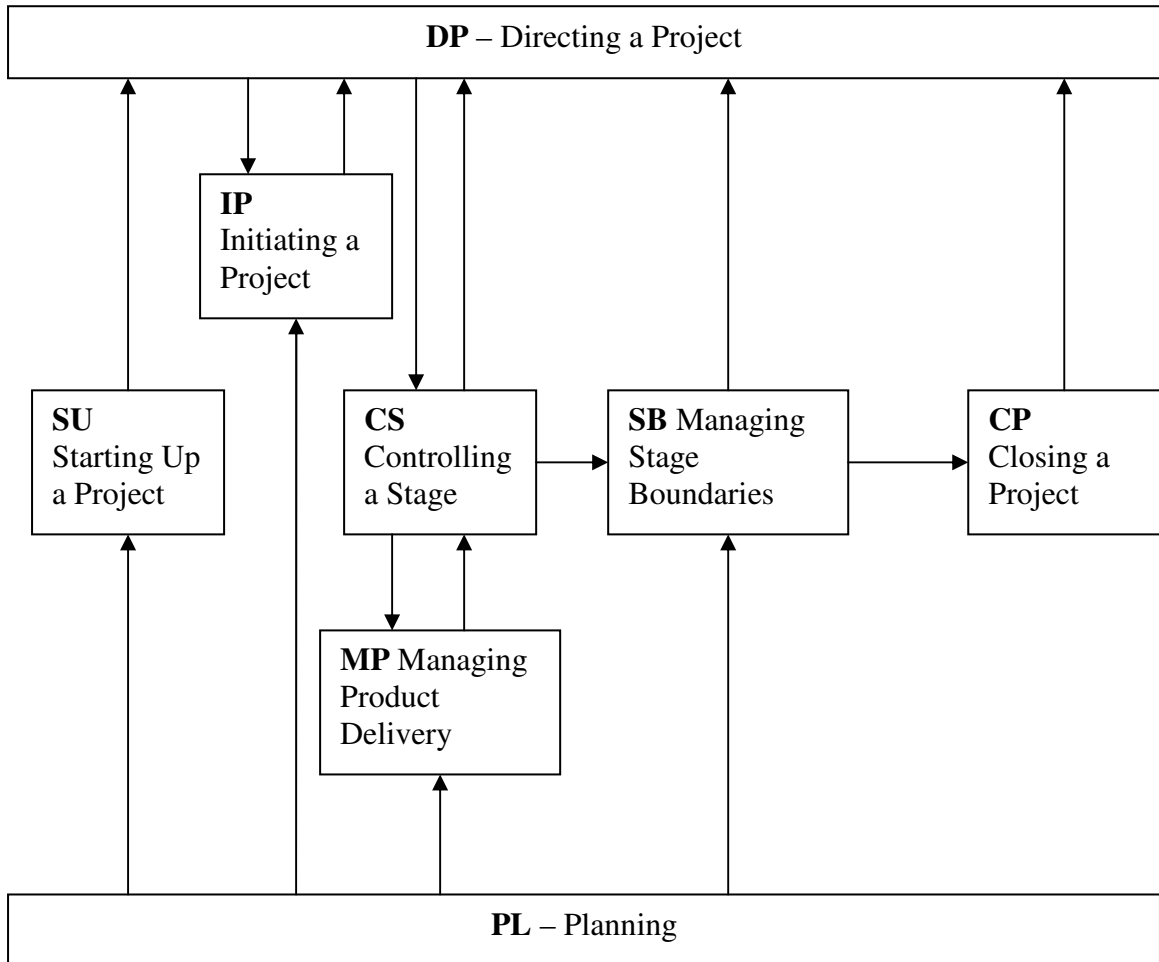 DP – Directing a Project
IP
Initiating a
Project
SU
Starting Up
a Project
CS
Controlling
a Stage
SB Managing
Stage
Boundaries
CP
Closing a
Project
MP Managing
Product
Delivery
PL – Planning